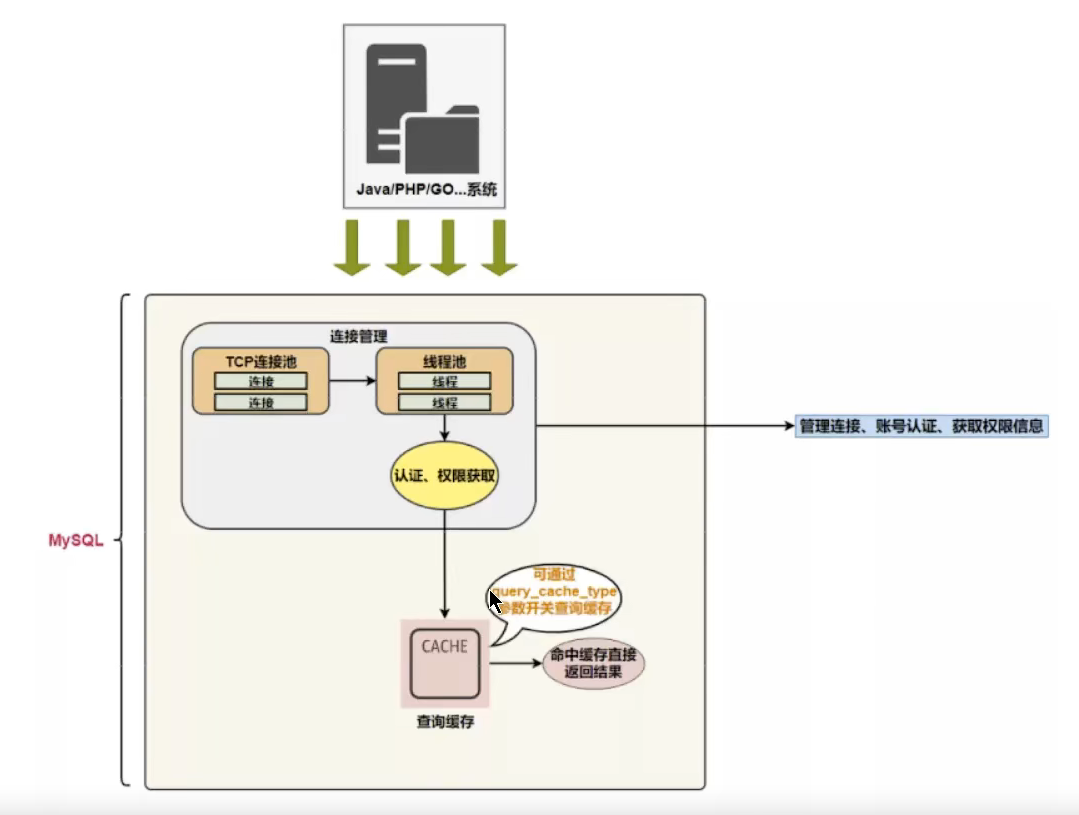 Java/PHP/GO...系统
连接管理
TCP连接池
连接
连接
线程池
线程
线程
认证、权限获取
管理连接、账号认证、获取权限信息
MySQL
可通过
query_cache_type
参数开关查询缓存
CACHE
命中缓存直接
返回结果
查询缓存